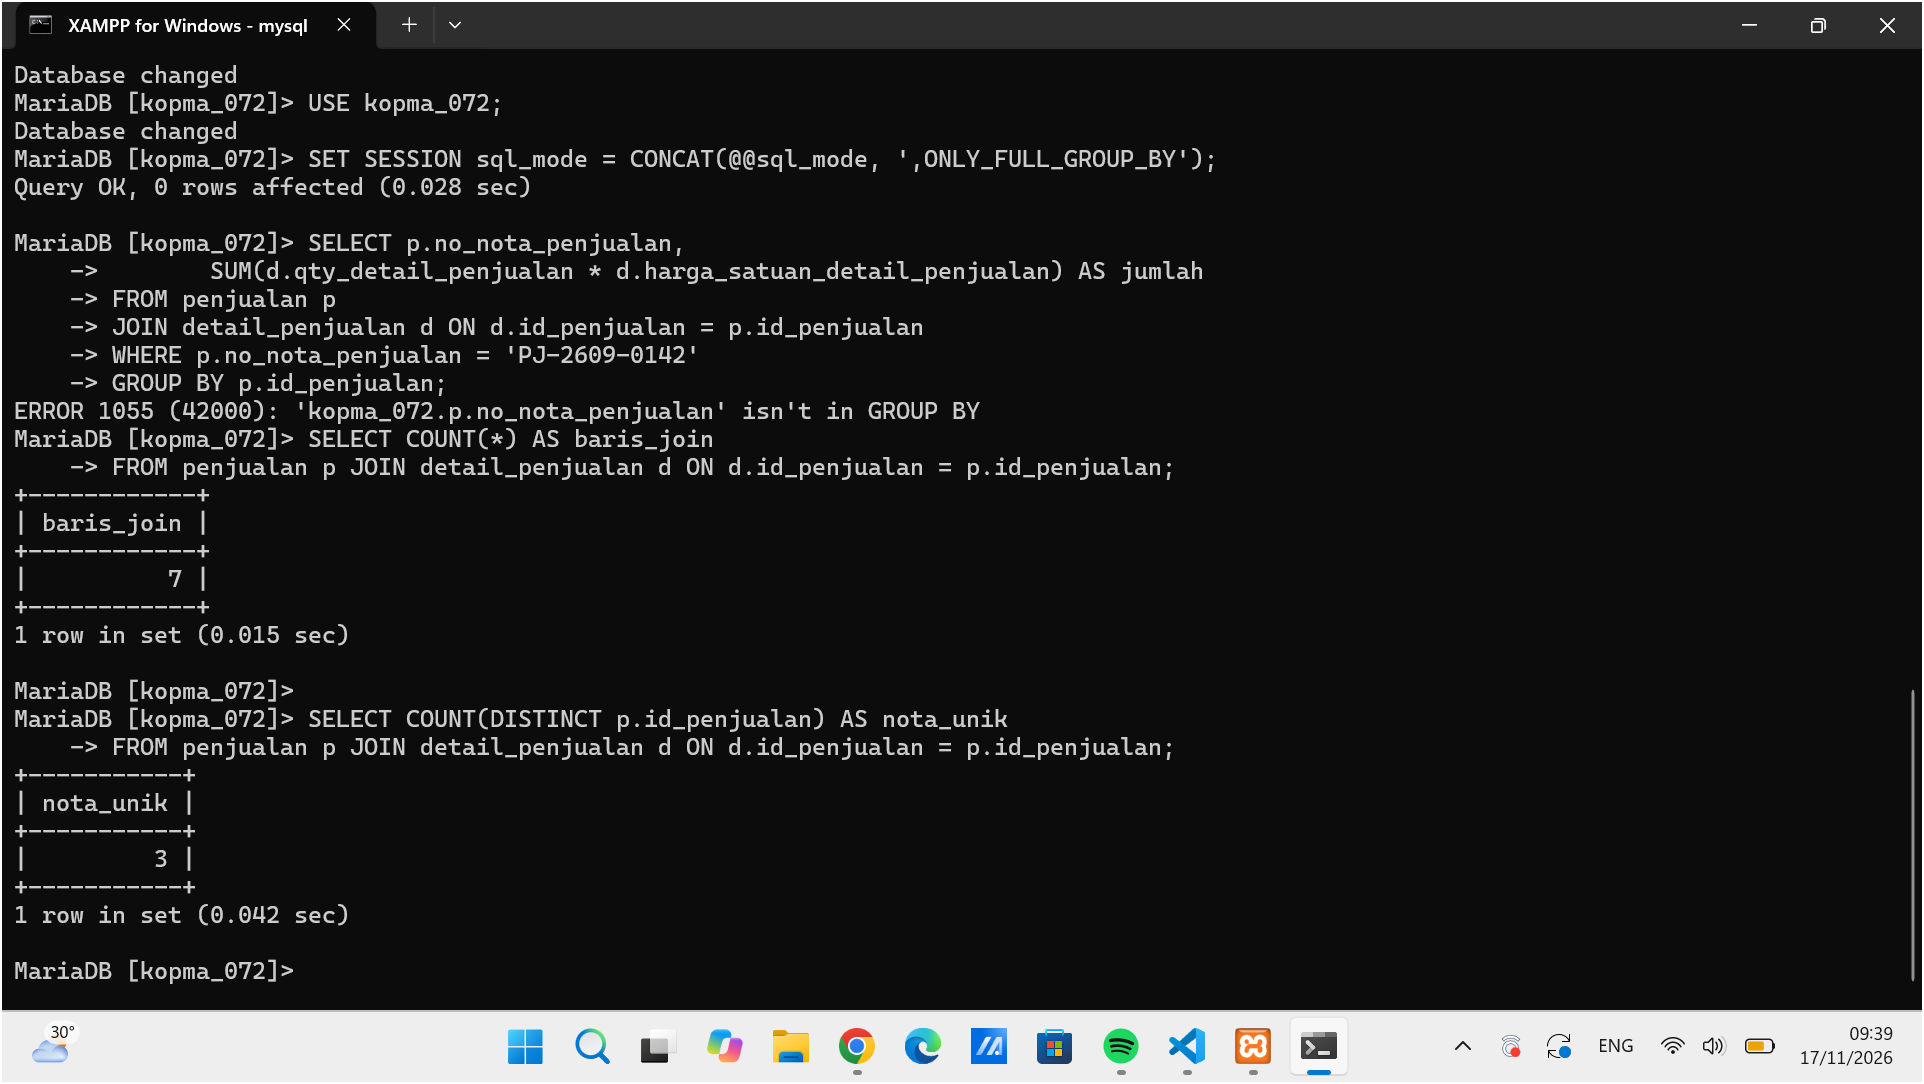 XAMPP for Windows - mysql
Database changed
MariaDB [kopma_072]> USE kopma_072;
Database changed
MariaDB [kopma_072]> SET SESSION sql_mode = CONCAT(@@sql_mode, ',ONLY_FULL_GROUP_BY');
Query OK, 0 rows affected (0.028 sec)
MariaDB [kopma_072]> SELECT p.no_nota_penjualan,
    ->        SUM(d.qty_detail_penjualan * d.harga_satuan_detail_penjualan) AS jumlah
    -> FROM penjualan p
    -> JOIN detail_penjualan d ON d.id_penjualan = p.id_penjualan
    -> WHERE p.no_nota_penjualan = 'PJ-2609-0142'
    -> GROUP BY p.id_penjualan;
ERROR 1055 (42000): 'kopma_072.p.no_nota_penjualan' isn't in GROUP BY
MariaDB [kopma_072]> SELECT COUNT(*) AS baris_join
    -> FROM penjualan p JOIN detail_penjualan d ON d.id_penjualan = p.id_penjualan;
+------------+
| baris_join |
+------------+
|          7 |
+------------+
1 row in set (0.015 sec)
MariaDB [kopma_072]>
MariaDB [kopma_072]> SELECT COUNT(DISTINCT p.id_penjualan) AS nota_unik
    -> FROM penjualan p JOIN detail_penjualan d ON d.id_penjualan = p.id_penjualan;
+-----------+
| nota_unik |
+-----------+
|         3 |
+-----------+
1 row in set (0.042 sec)
MariaDB [kopma_072]>
30°
ENG
09:39
17/11/2026